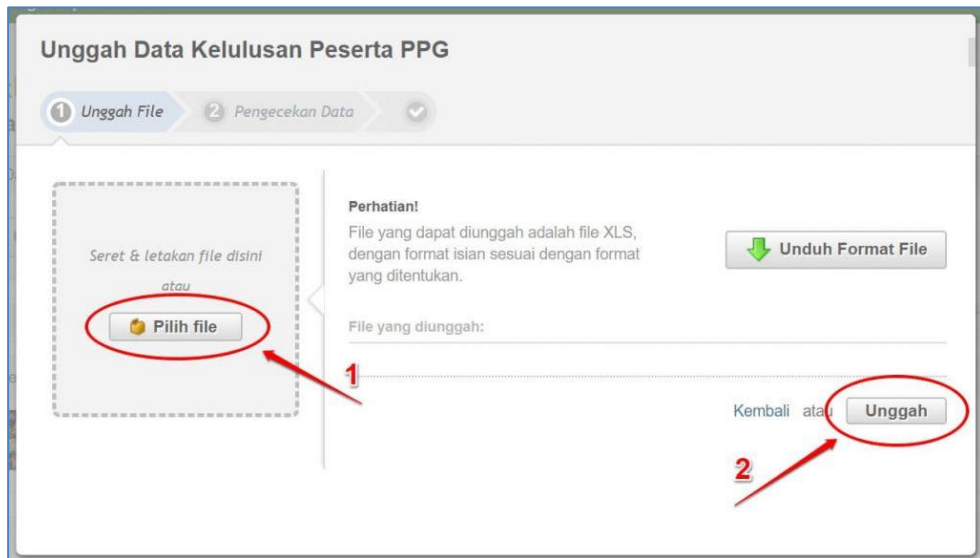 Unggah Data Kelulusan Peserta PPG
1 Unggah File
2 Pengecekan Data
Seret & letakan file disini
atau
Pilih file
1
Perhatian!
File yang dapat diunggah adalah file XLS,
dengan format isian sesuai dengan format
yang ditentukan.
Unduh Format File
File yang diunggah:
Kembali atau Unggah
2